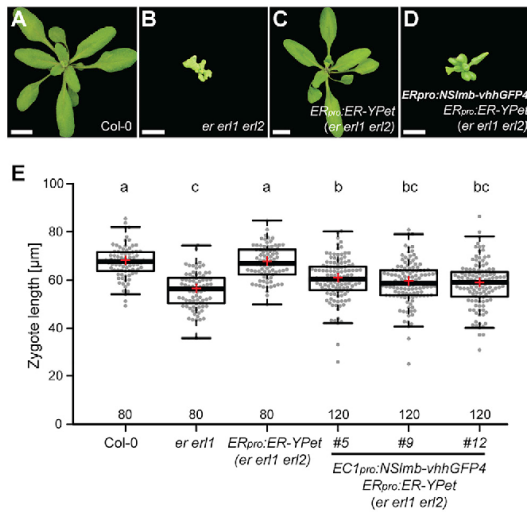 A
Col-0
B
er erl1 erl2
C
ERpro:ER-YPet
(er erl1 erl2)
D
ERpro:NSlmb-vhhGFP4
ERpro:ER-YPet
(er erl1 erl2)
E
Zygote length [µm]
100
80
60
40
20
0
a c a b bc bc
80 80 80 120 120 120
Col-0 er erl1 ERpro:ER-YPet #5 #9 #12
(er erl1 erl2)
EC1pro:NSlmb-vhhGFP4
ERpro:ER-YPet
(er erl1 erl2)